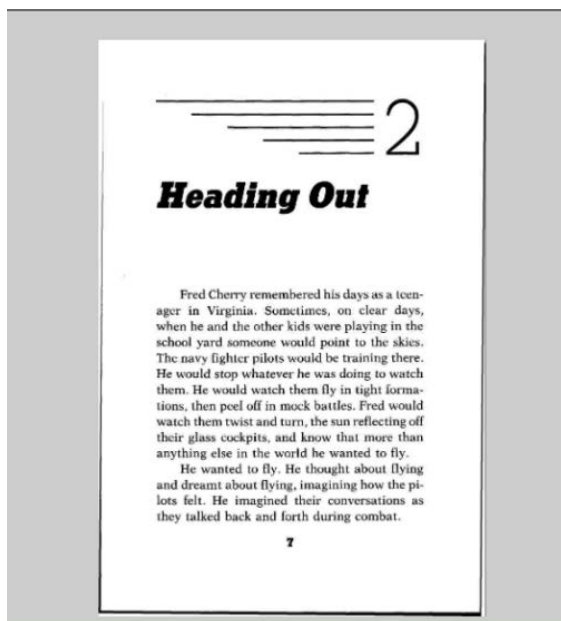 2
Heading Out
Fred Cherry remembered his days as a teen-
ager in Virginia. Sometimes, on clear days,
when he and the other kids were playing in the
school yard someone would point to the skies.
The navy fighter pilots would be training there.
He would stop whatever he was doing to watch
them. He would watch them fly in tight forma-
tions, then peel off in mock battles. Fred would
watch them twist and turn, the sun reflecting off
their glass cockpits, and know that more than
anything else in the world he wanted to fly.
He wanted to fly. He thought about flying
and dreamt about flying, imagining how the pi-
lots felt. He imagined their conversations as
they talked back and forth during combat.
7